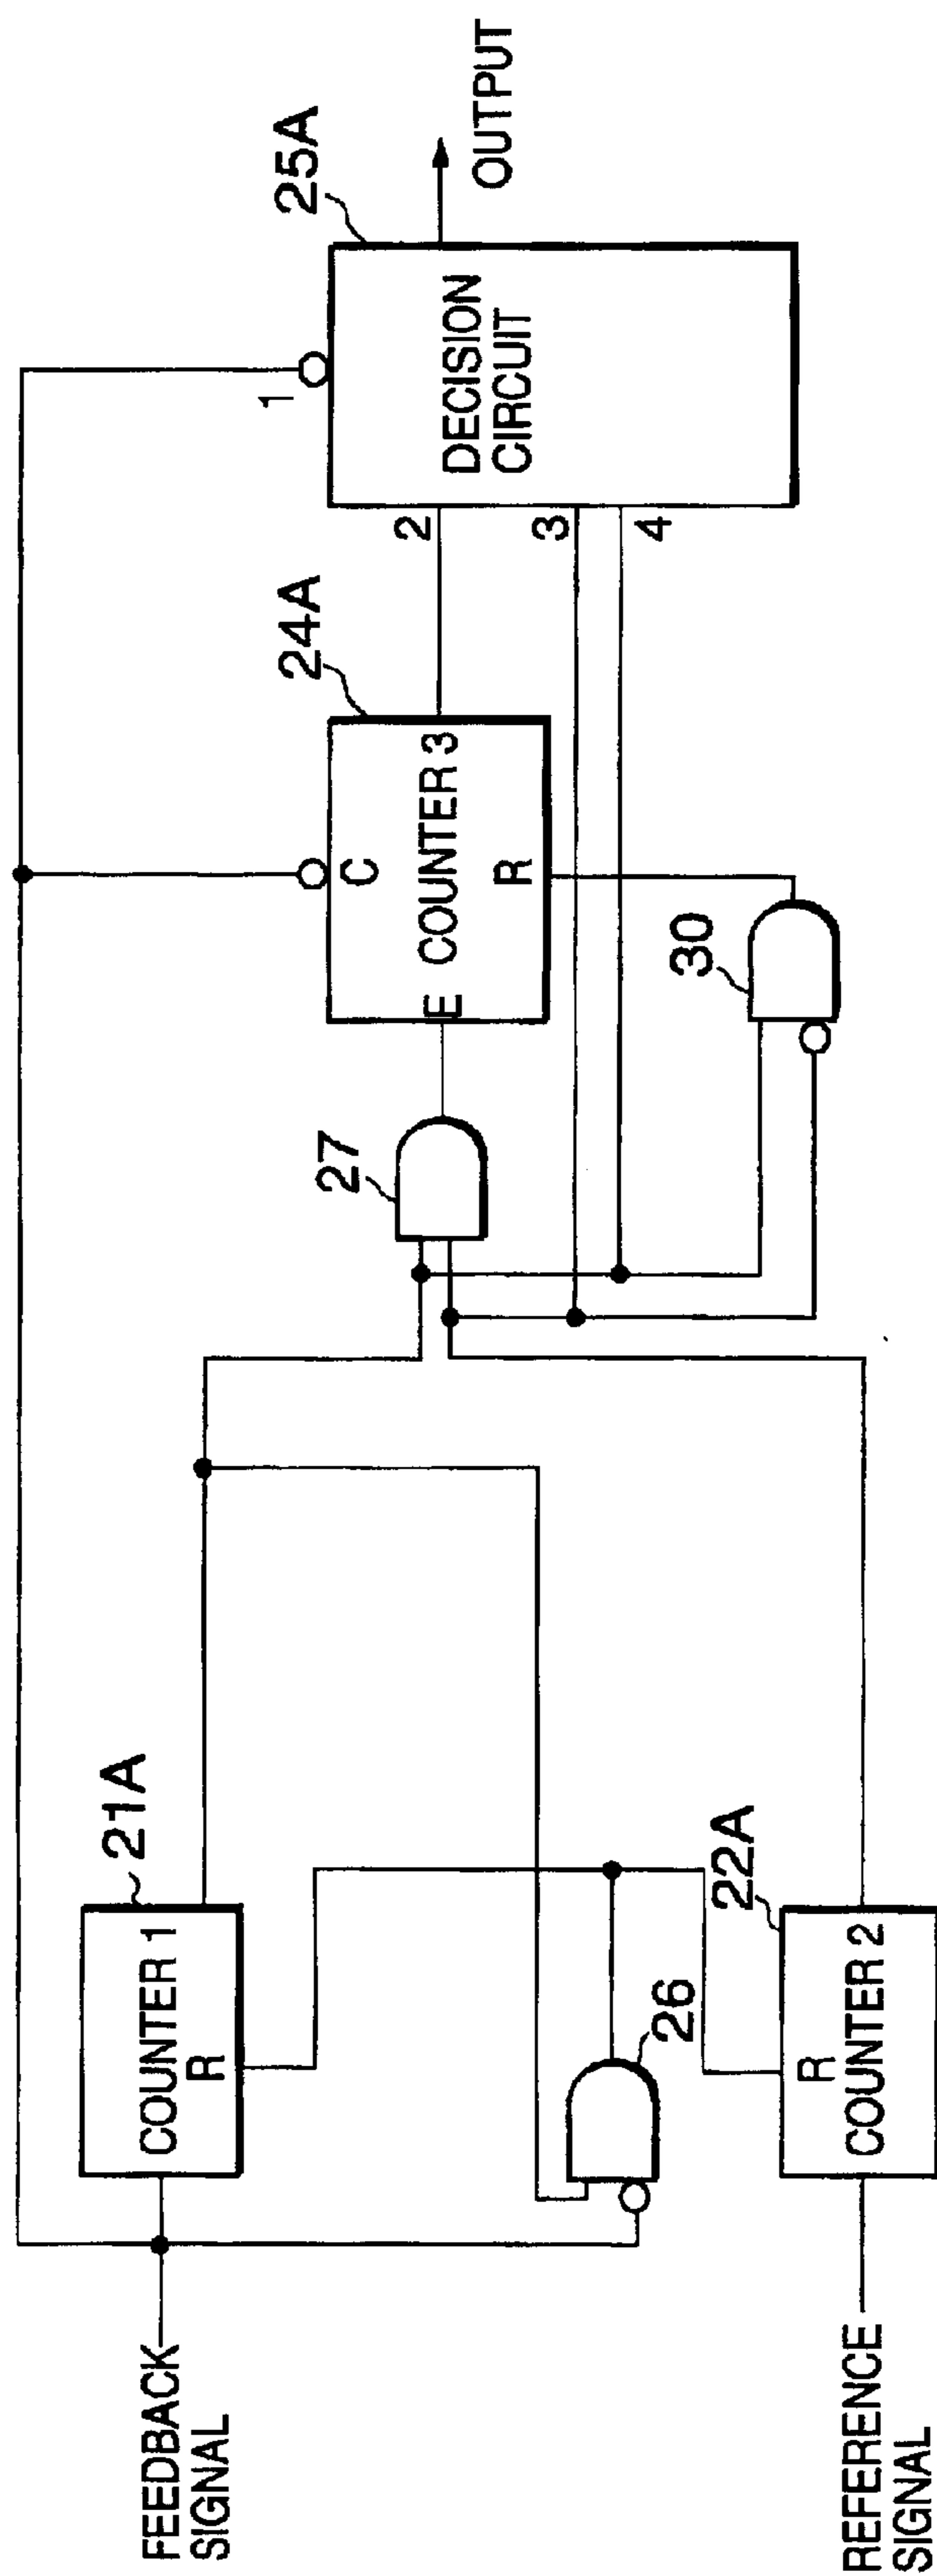 FEEDBACK
SIGNAL
21A
COUNTER 1
R
26
REFERENCE
SIGNAL
22A
R
COUNTER 2
27
24A
C
E COUNTER 3
R
30
25A
1
2
3
4
DECISION
CIRCUIT
OUTPUT